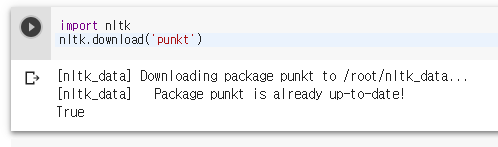 import nltk
nltk.download('punkt')
[nltk_data] Downloading package punkt to /root/nltk_data...
[nltk_data]   Package punkt is already up-to-date!
True